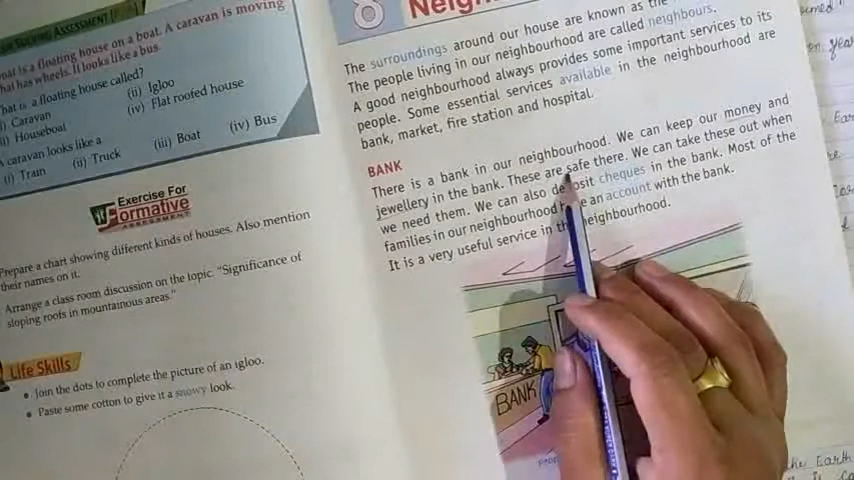 SOLVING ASSESSMENT
boat is a floating house on a boat. A caravan is moving
that has wheels. It looks like a bus.
What is a floating house called?
(i) Caravan
(ii) Igloo
(ii) Houseboat
(iv) Flat roofed house
A caravan looks like a
(i) Train
(ii) Truck
(iii) Boat
(iv) Bus
Exercise For
Formative
ASSESSMENT
Prepare a chart showing different kinds of houses. Also mention
their names on it.
Arrange a class room discussion on the topic. "Significance of
sloping roofs in mountainous areas."
Life Skills
Join the dots to complete the picture of an igloo.
Paste some cotton to give it a snowy look.
8
The surroundings around our house are known as the
The people living in our neighbourhood are called neighbours.
A good neighbourhood always provides some important services to its
people. Some essential services available in the neighbourhood are
bank, market, fire station and hospital.
BANK
There is a bank in our neighbourhood. We can keep our money and
jewellery in the bank. These are safe there. We can take these out when
we need them. We can also deposit cheques in the bank. Most of the
families in our neighbourhood have an account with the bank.
It is a very useful service in the neighbourhood.
BANK
the Earth